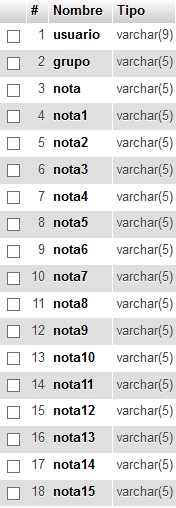 # Nombre Tipo
1 usuario varchar(9)
2 grupo varchar(5)
3 nota varchar(5)
4 nota1 varchar(5)
5 nota2 varchar(5)
6 nota3 varchar(5)
7 nota4 varchar(5)
8 nota5 varchar(5)
9 nota6 varchar(5)
10 nota7 varchar(5)
11 nota8 varchar(5)
12 nota9 varchar(5)
13 nota10 varchar(5)
14 nota11 varchar(5)
15 nota12 varchar(5)
16 nota13 varchar(5)
17 nota14 varchar(5)
18 nota15 varchar(5)